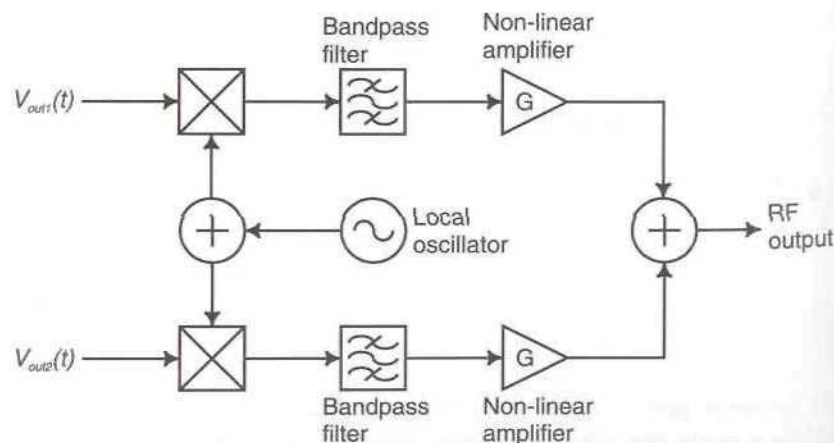 Bandpass
filter
Non-linear
amplifier
V_out1(t)
G
Local
oscillator
RF
output
V_out2(t)
G
Bandpass
filter
Non-linear
amplifier